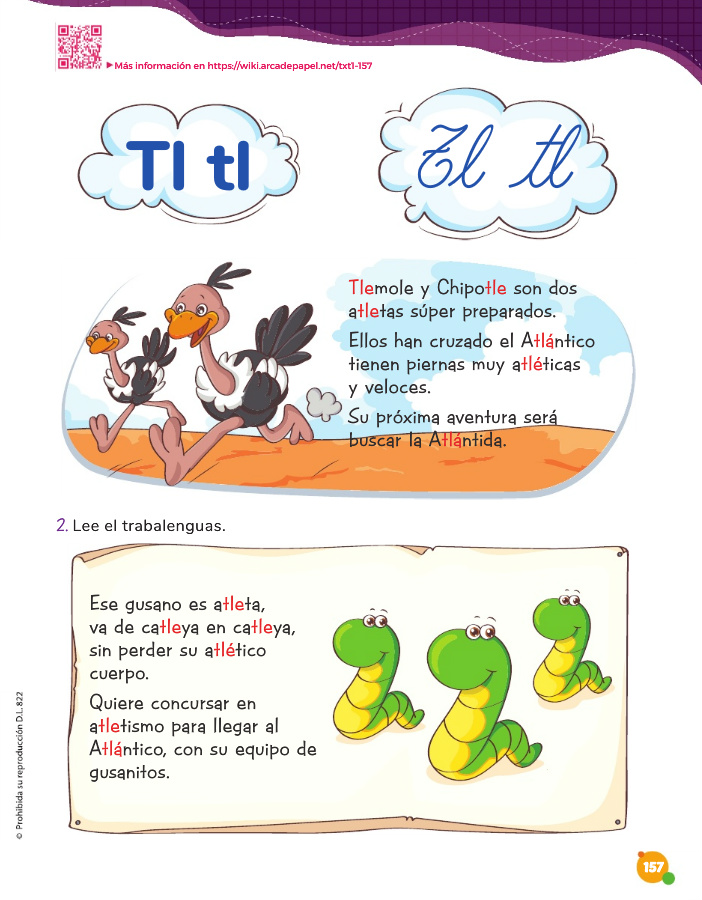 ▶Más información en https://wiki.arcadepapel.net/txt1-157
Tl tl
Tl tl
Tlemole y Chipotle son dos
atletas súper preparados.
Ellos han cruzado el Atlántico
tienen piernas muy atléticas
y veloces.
Su próxima aventura será
buscar la Atlántida.
2. Lee el trabalenguas.
Ese gusano es atleta,
va de catleya en catleya,
sin perder su atlético
cuerpo.
Quiere concursar en
atletismo para llegar al
Atlántico, con su equipo de
gusanitos.
© Prohibida su reproducción D.L. 822
157